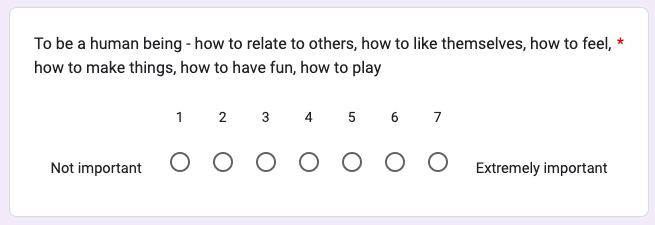 To be a human being - how to relate to others, how to like themselves, how to feel, *
how to make things, how to have fun, how to play
1 2 3 4 5 6 7
Not important Extremely important